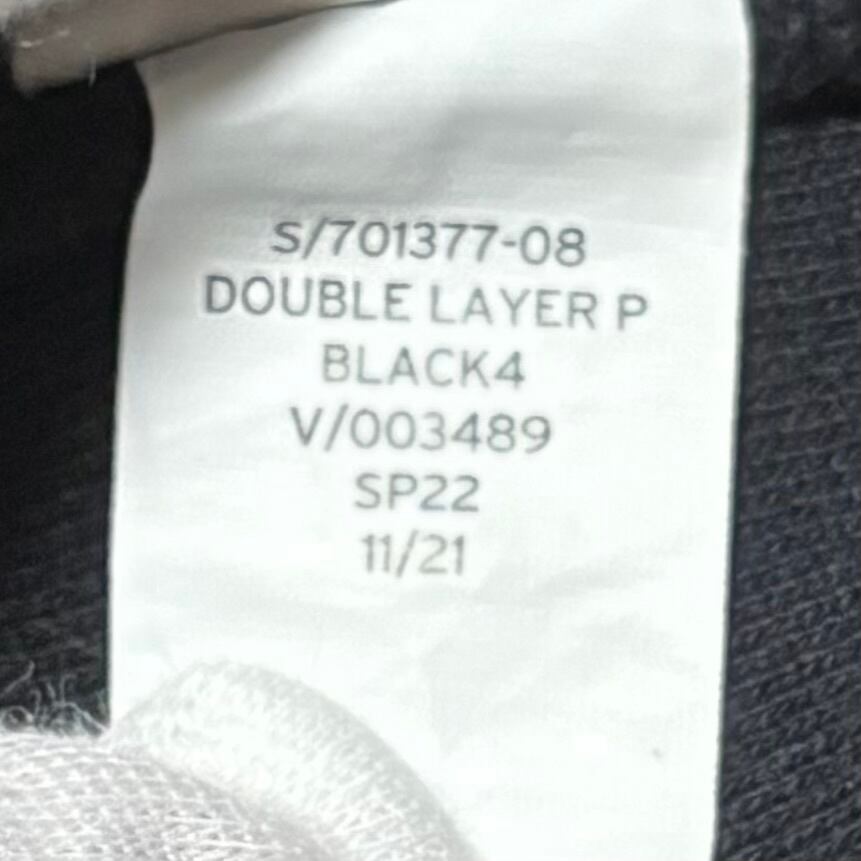 S/701377-08
DOUBLE LAYER P
BLACK4
V/003489
SP22
11/21